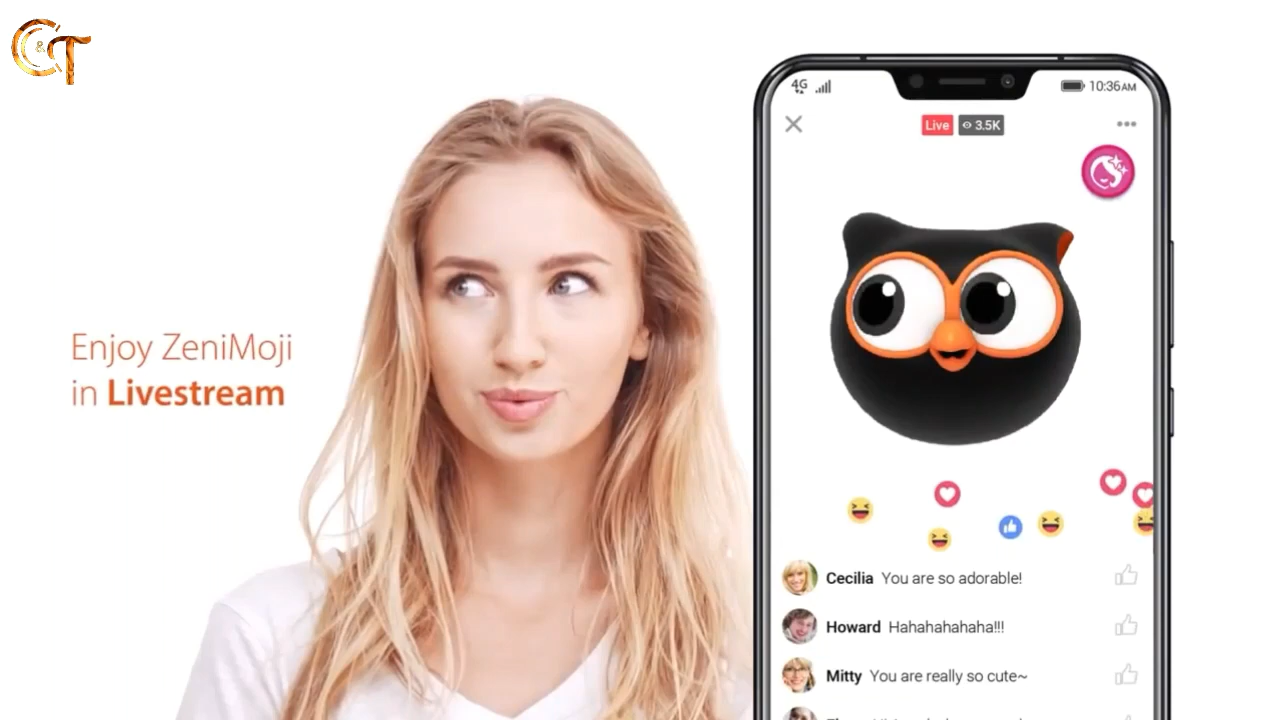 C&T
4G
10:36AM
Live
3.5K
Enjoy ZeniMoji
in Livestream
Cecilia You are so adorable!
Howard Hahahahahaha!!!
Mitty You are really so cute~